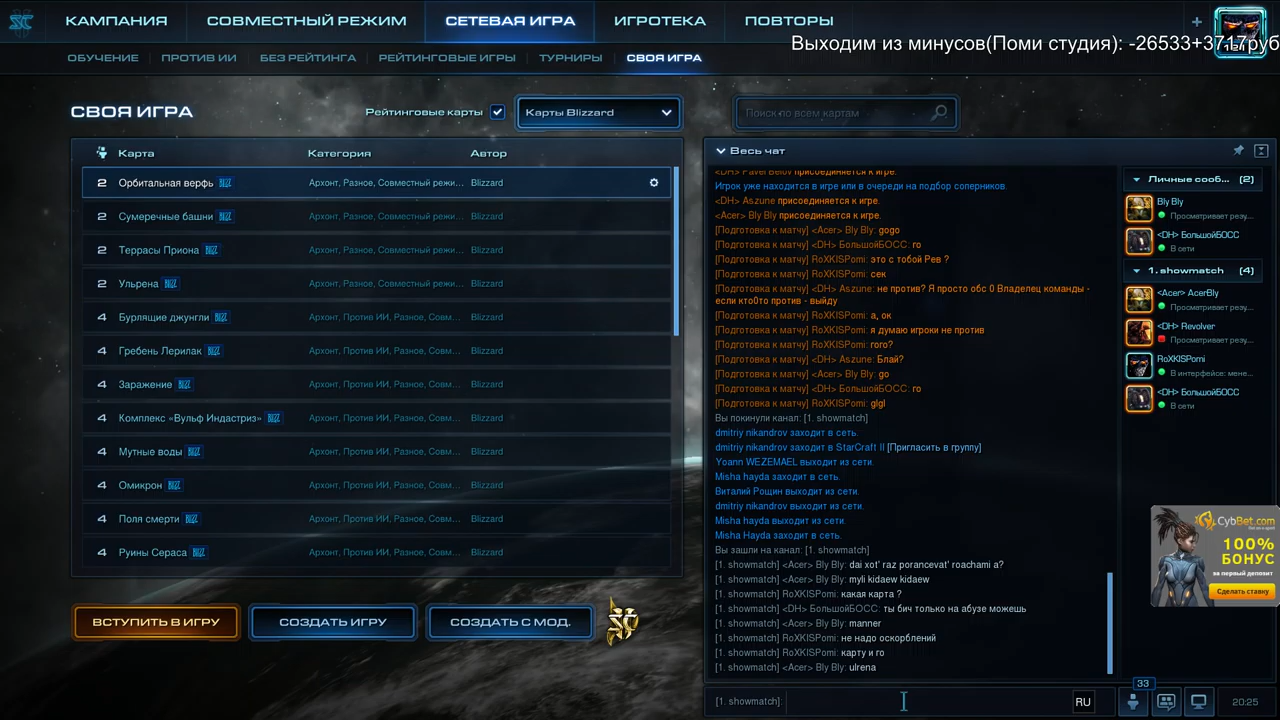 КАМПАНИЯ СОВМЕСТНЫЙ РЕЖИМ СЕТЕВАЯ ИГРА ИГРОТЕКА ПОВТОРЫ
Выходим из минусов(Поми студия): -26533+3717руб
ОБУЧЕНИЕ ПРОТИВ ИИ БЕЗ РЕЙТИНГА РЕЙТИНГОВЫЕ ИГРЫ ТУРНИРЫ СВОЯ ИГРА
СВОЯ ИГРА Рейтинговые карты Карты Blizzard Поиск по всем картам
Карта Категория Автор
2 Орбитальная верфь Архонт, Разное, Совместный режи... Blizzard
2 Сумеречные башни Архонт, Разное, Совместный режи... Blizzard
2 Террасы Приона Архонт, Разное, Совместный режи... Blizzard
2 Ульрена Архонт, Разное, Совместный режи... Blizzard
4 Бурлящие джунгли Архонт, Против ИИ, Разное, Совм... Blizzard
4 Гребень Лерилак Архонт, Против ИИ, Разное, Совм... Blizzard
4 Заражение Архонт, Против ИИ, Разное, Совм... Blizzard
4 Комплекс «Вульф Индастриз» Архонт, Против ИИ, Разное, Совм... Blizzard
4 Мутные воды Архонт, Против ИИ, Разное, Совм... Blizzard
4 Омикрон Архонт, Против ИИ, Разное, Совм... Blizzard
4 Поля смерти Архонт, Против ИИ, Разное, Совм... Blizzard
4 Руины Сераса Архонт, Против ИИ, Разное, Совм... Blizzard
ВСТУПИТЬ В ИГРУ СОЗДАТЬ ИГРУ СОЗДАТЬ С МОД.
Весь чат
<DH> PavelBelov присоединяется к игре.
Игрок уже находится в игре или в очереди на подбор соперников.
<DH> Aszune присоединяется к игре.
<Acer> Bly Bly присоединяется к игре.
[Подготовка к матчу] <Acer> Bly Bly: gogo
[Подготовка к матчу] <DH> БольшойБОСС: го
[Подготовка к матчу] RoXKISPomi: это с тобой Рев ?
[Подготовка к матчу] RoXKISPomi: сек
[Подготовка к матчу] <DH> Aszune: не против? Я просто обс 0 Владелец команды -
если кто0то против - выйду
[Подготовка к матчу] RoXKISPomi: а, ок
[Подготовка к матчу] RoXKISPomi: я думаю игроки не против
[Подготовка к матчу] RoXKISPomi: гого?
[Подготовка к матчу] <DH> Aszune: Блай?
[Подготовка к матчу] <Acer> Bly Bly: go
[Подготовка к матчу] <DH> БольшойБОСС: го
[Подготовка к матчу] RoXKISPomi: glgl
Вы покинули канал: [1. showmatch]
dmitriy nikandrov заходит в сеть.
dmitriy nikandrov заходит в StarCraft II [Пригласить в группу]
Yoann WEZEMAEL выходит из сети.
Misha hayda заходит в сеть.
Виталий Рощин выходит из сети.
dmitriy nikandrov выходит из сети.
Misha hayda выходит из сети.
Misha Hayda заходит в сеть.
Вы зашли на канал: [1. showmatch]
[1. showmatch] <Acer> Bly Bly: dai xot' raz porancevat' roachami a?
[1. showmatch] <Acer> Bly Bly: myli kidaew kidaew
[1. showmatch] RoXKISPomi: какая карта ?
[1. showmatch] <DH> БольшойБОСС: ты бич только на абузе можешь
[1. showmatch] <Acer> Bly Bly: manner
[1. showmatch] RoXKISPomi: не надо оскорблений
[1. showmatch] RoXKISPomi: карту и го
[1. showmatch] <Acer> Bly Bly: ulrena
[1. showmatch]: RU
Личные сооб... (2)
Bly Bly
Просматривает резу...
<DH> БольшойБОСС
В сети
1. showmatch (4)
<Acer> AcerBly
Просматривает резу...
<DH> Revolver
Просматривает резу...
RoXKISPomi
В интерфейсе: мене...
<DH> БольшойБОСС
В сети
CybBet.com
100%
БОНУС
за первый депозит
Сделать ставку
33
20:25